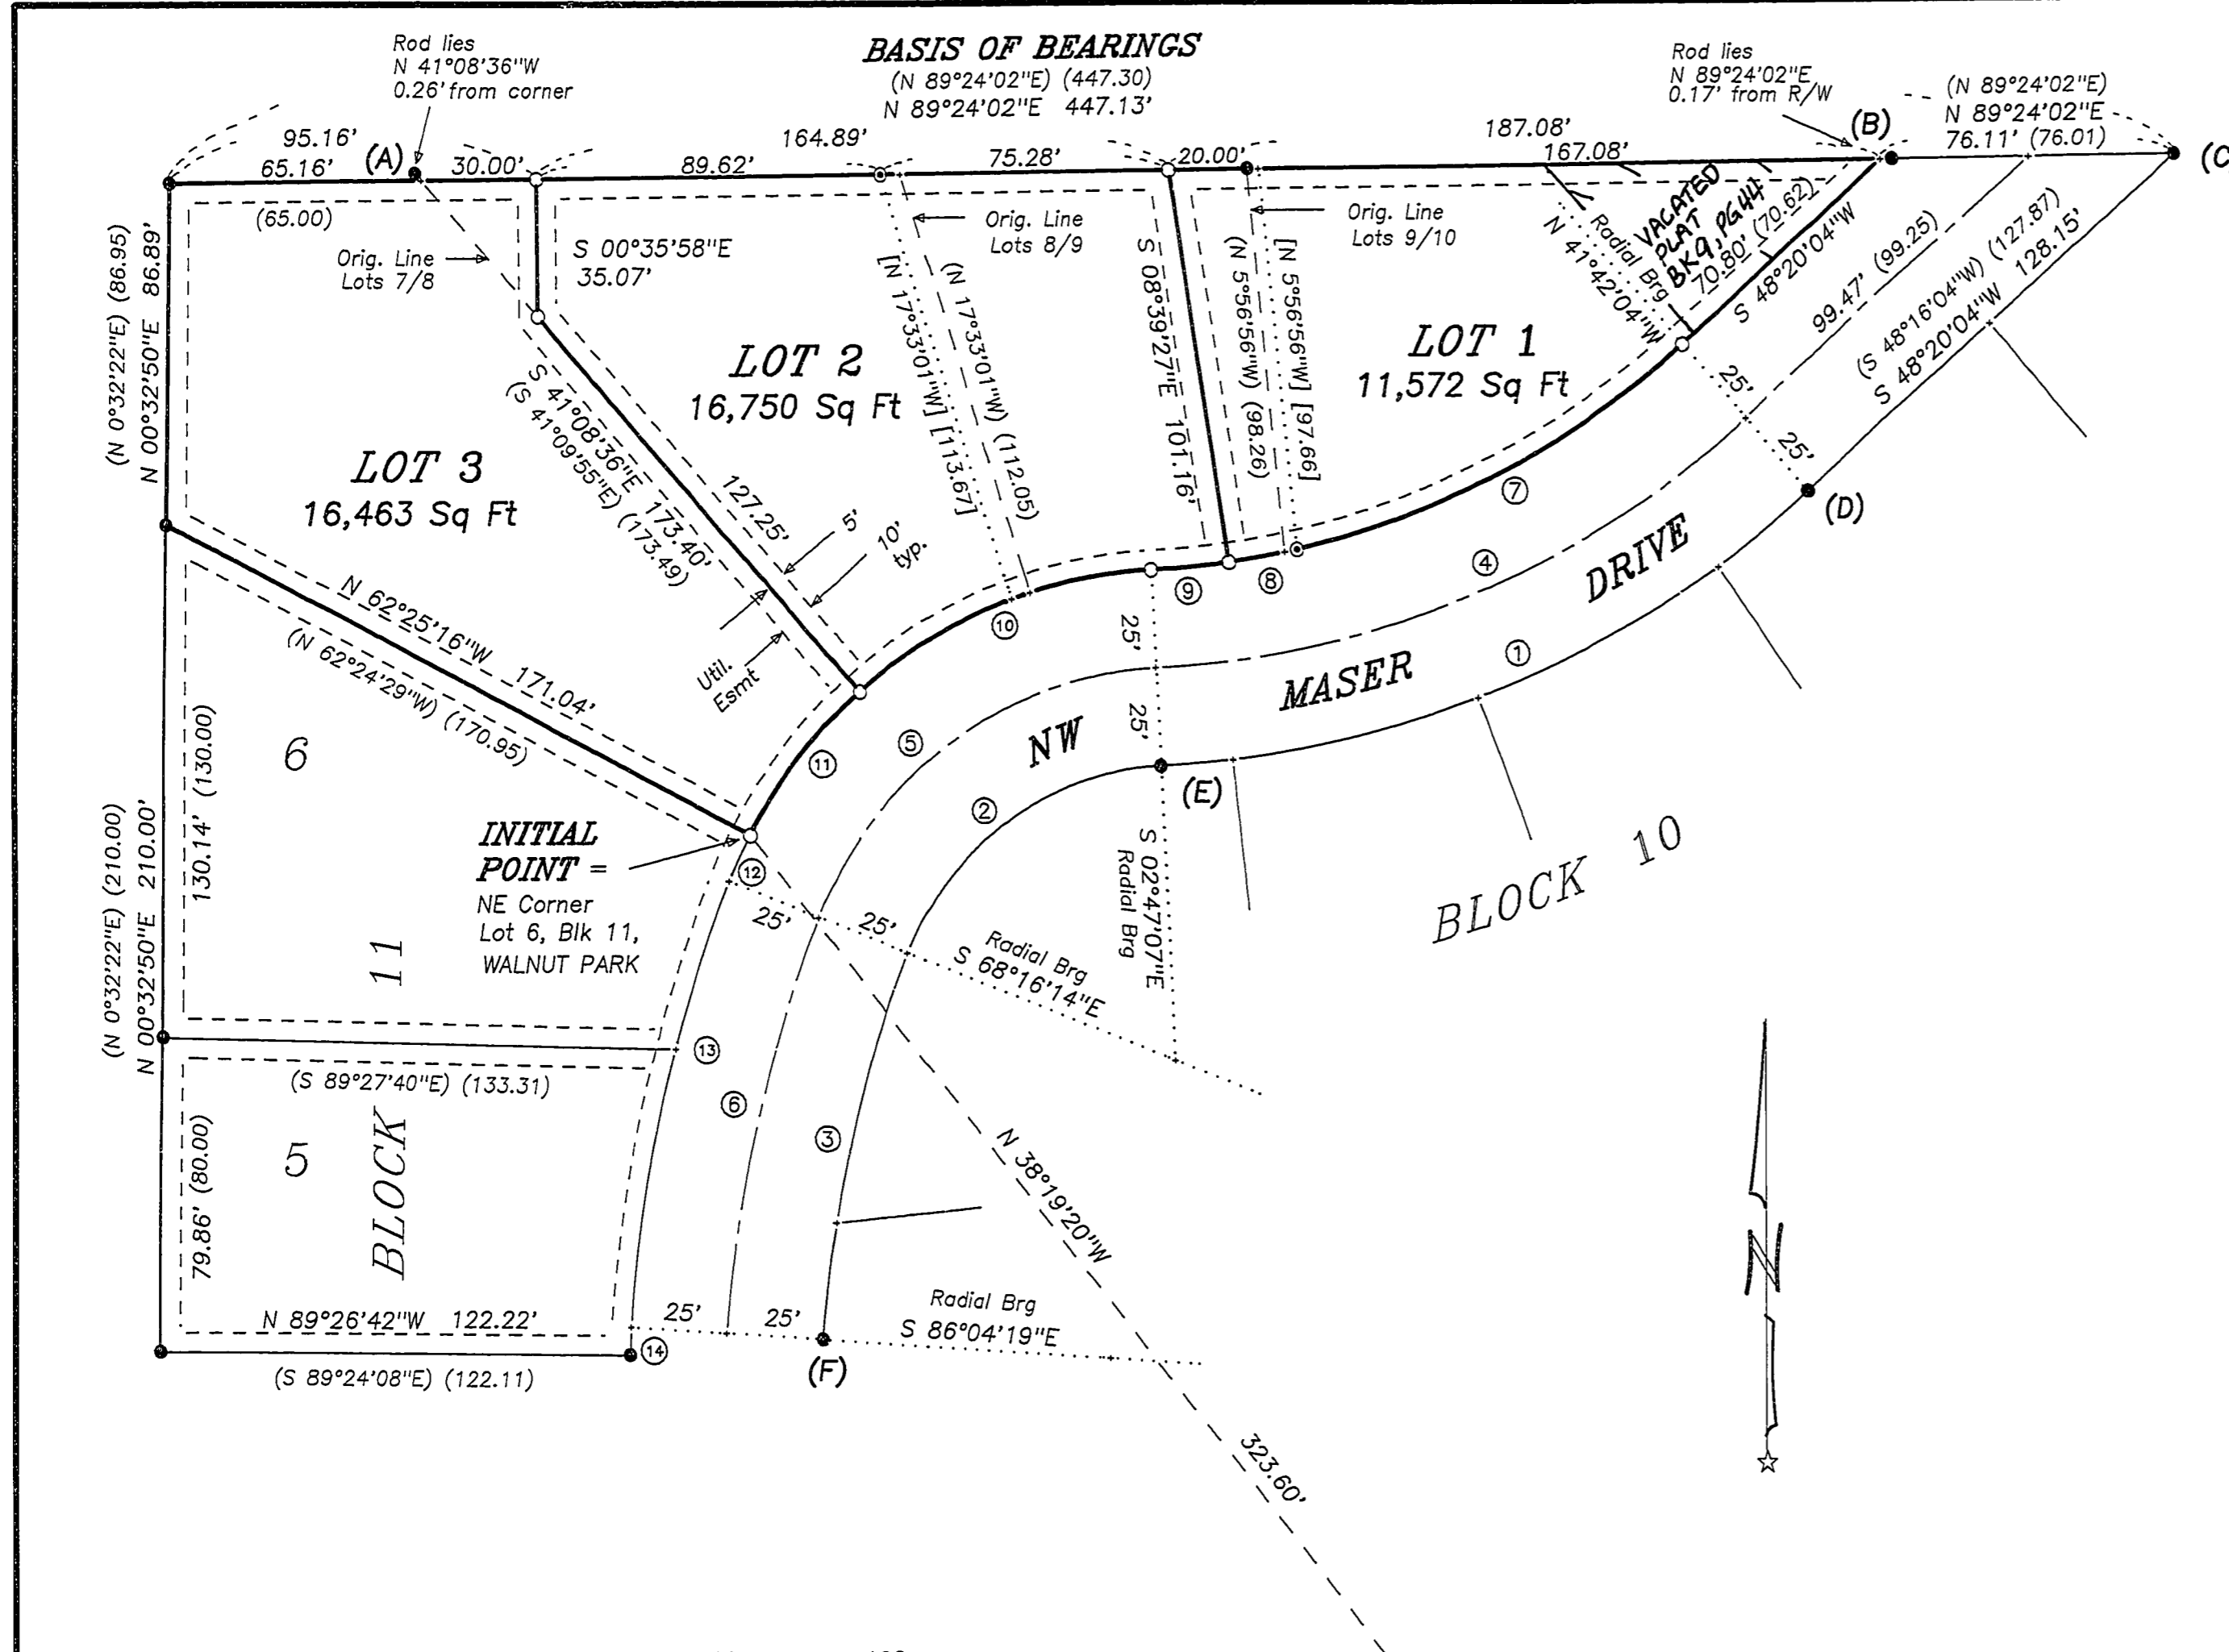 BASIS OF BEARINGS
(N 89°24'02"E) (447.30)
N 89°24'02"E 447.13'
Rod lies
N 41°08'36"W
0.26' from corner
Rod lies
N 89°24'02"E
0.17' from R/W
(N 89°24'02"E)
N 89°24'02"E
76.11' (76.01)
95.16'
65.16'
(A)
30.00'
164.89'
89.62'
75.28'
20.00'
187.08'
167.08'
(B)
(C)
(65.00)
Orig. Line
Lots 7/8
S 00°35'58"E
35.07'
Orig. Line
Lots 8/9
Orig. Line
Lots 9/10
(N 0°32'22"E) (86.95)
N 00°32'50"E 86.89'
[N 17°33'01"W] [113.67]
(N 17°33'01"W) (112.05)
S 08°39'27"E 101.16'
(N 5°56'56"W) (98.26)
[N 5°56'56"W] [97.66]
Radial Brg
N 41°42'04"W
VACATED
PLAT
BK9, PG44
70.80' (70.62)
S 48°20'04"W
99.47' (99.25)
(S 48°16'04"W) (127.87)
S 48°20'04"W 128.15'
LOT 1
11,572 Sq Ft
LOT 2
16,750 Sq Ft
LOT 3
16,463 Sq Ft
S 41°08'36"E 173.40'
(S 41°09'55"E) (173.49)
127.25'
5'
10'
typ.
Util.
Esmt
25'
25'
(D)
7
4
1
8
9
10
11
5
2
25'
25'
(E)
NW MASER DRIVE
N 62°25'16"W 171.04'
(N 62°24'29"W) (170.95)
6
130.14' (130.00)
(N 0°32'22"E) (210.00)
N 00°32'50"E 210.00'
INITIAL
POINT =
NE Corner
Lot 6, Blk 11,
WALNUT PARK
12
25'
25'
Radial Brg
S 68°16'14"E
S 02°47'07"E
Radial Brg
BLOCK 10
BLOCK 11
13
(S 89°27'40"E) (133.31)
5
79.86' (80.00)
6
3
N 38°19'20"W
323.60'
N 89°26'42"W 122.22'
(S 89°24'08"E) (122.11)
14
25'
25'
Radial Brg
S 86°04'19"E
(F)
N